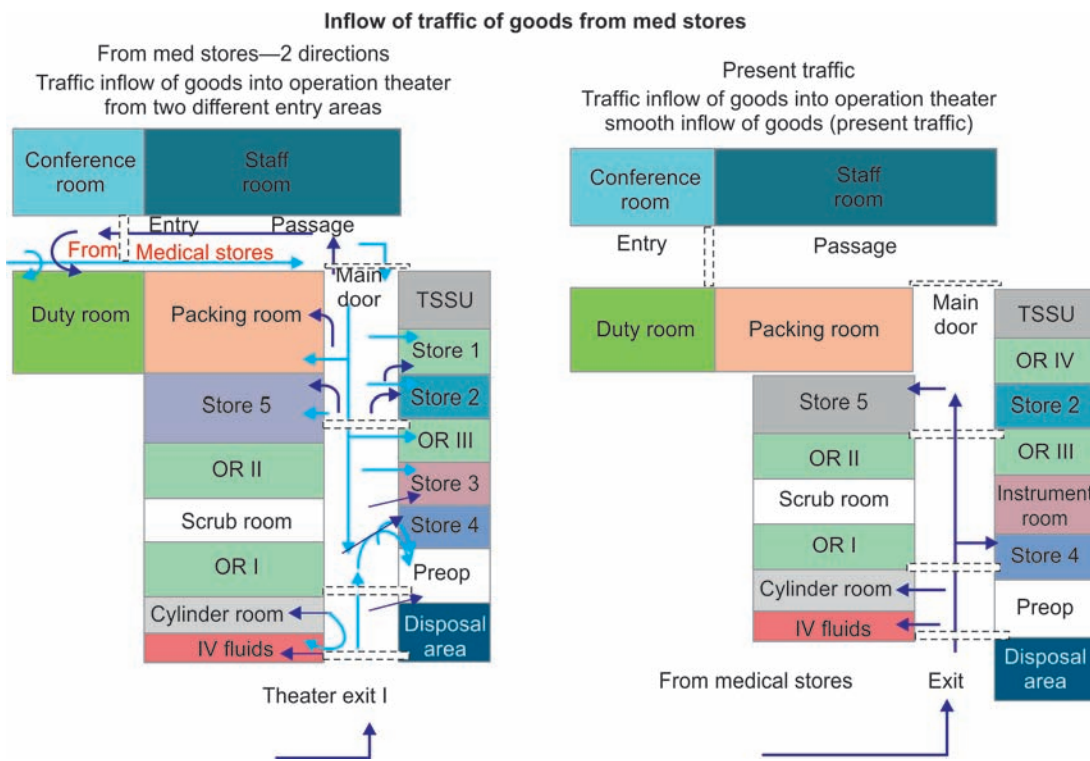 Inflow of traffic of goods from med stores
From med stores—2 directions
Traffic inflow of goods into operation theater
from two different entry areas
Conference
room
Staff
room
Entry
Passage
From
Medical stores
Main
door
Duty room
Packing room
TSSU
Store 1
Store 5
Store 2
OR III
OR II
Store 3
Scrub room
Store 4
OR I
Preop
Cylinder room
IV fluids
Disposal
area
Theater exit I
Present traffic
Traffic inflow of goods into operation theater
smooth inflow of goods (present traffic)
Conference
room
Staff
room
Entry
Passage
Main
door
Duty room
Packing room
TSSU
OR IV
Store 5
Store 2
OR III
OR II
Scrub room
Instrument
room
OR I
Store 4
Cylinder room
Preop
IV fluids
Disposal
area
From medical stores
Exit